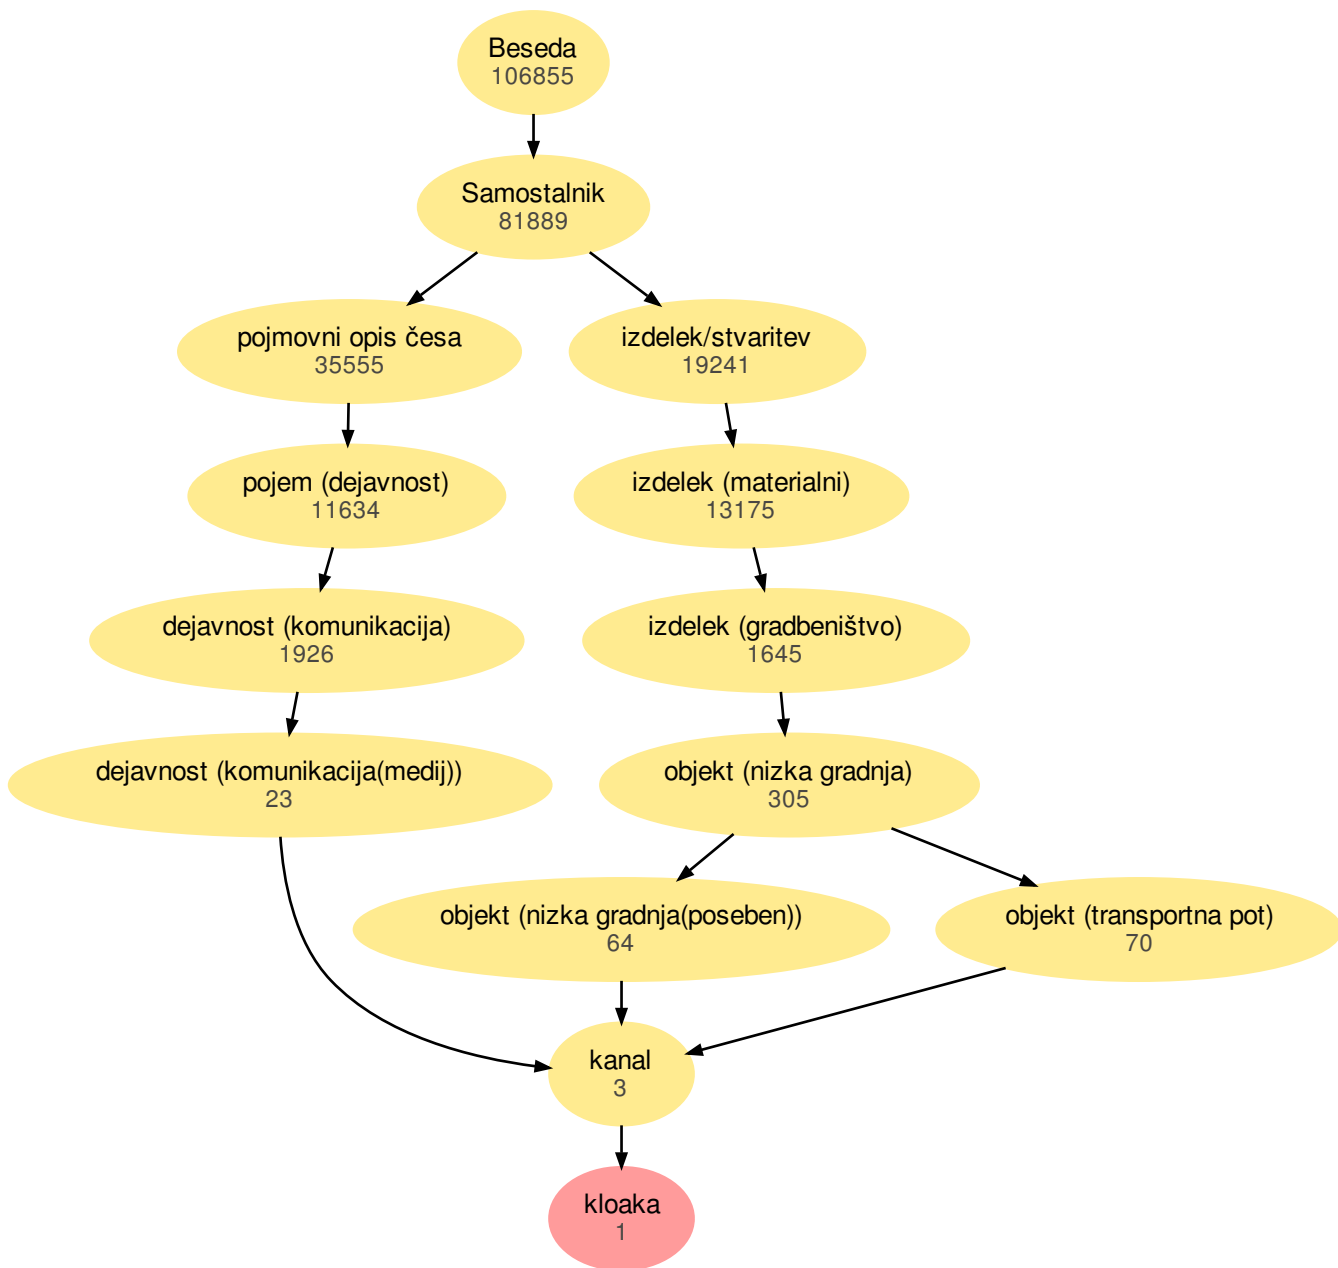 Beseda
106855
Samostalnik
81889
pojmovni opis česa
35555
izdelek/stvaritev
19241
pojem (dejavnost)
11634
izdelek (materialni)
13175
dejavnost (komunikacija)
1926
izdelek (gradbeništvo)
1645
dejavnost (komunikacija(medij))
23
objekt (nizka gradnja)
305
objekt (nizka gradnja(poseben))
64
objekt (transportna pot)
70
kanal
3
kloaka
1